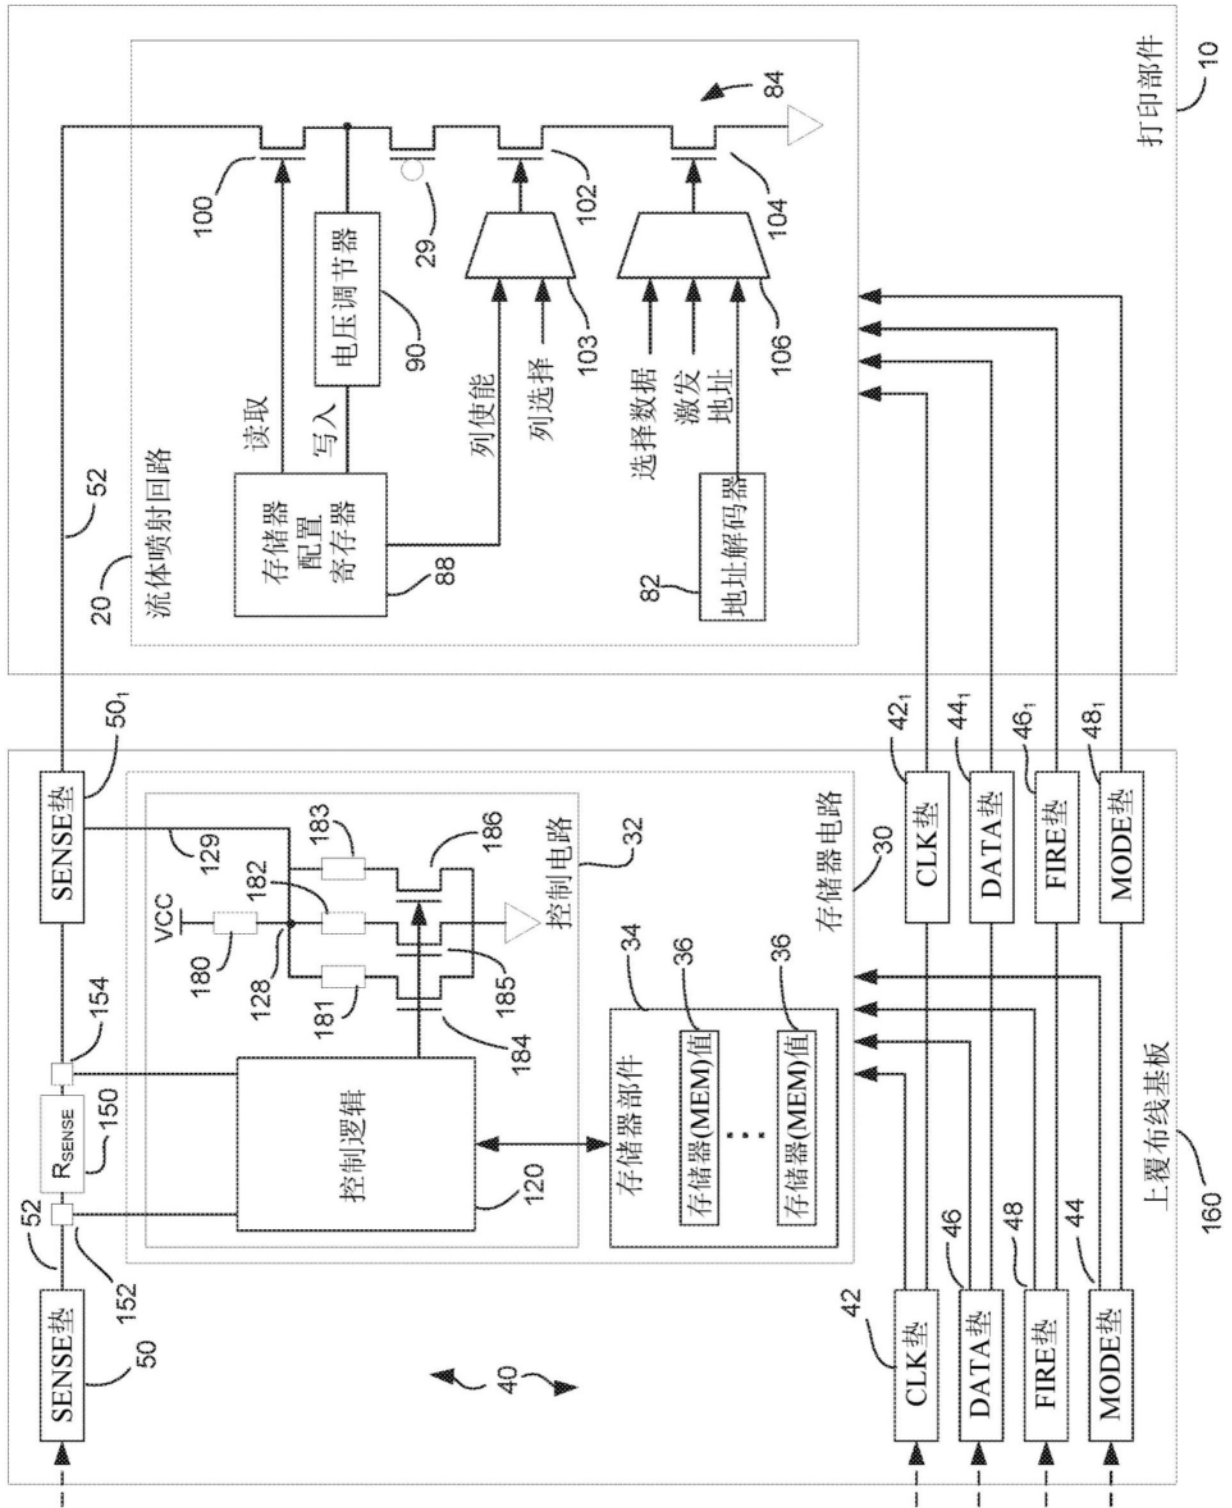 SENSE垫
50
52
152
RSENSE
150
154
SENSE垫
50₁
52
129
VCC
180
128
181
182
183
184
185
186
控制逻辑
120
控制电路
32
存储器部件
34
存储器(MEM)值
36
存储器(MEM)值
36
存储器电路
30
40
CLK垫
42
DATA垫
46
FIRE垫
48
MODE垫
44
CLK垫
42₁
DATA垫
44₁
FIRE垫
46₁
MODE垫
48₁
上覆布线基板
160
20
流体喷射回路
存储器
配置
寄存器
88
读取
写入
电压调节器
90
100
29
列使能
列选择
103
102
选择数据
激发
地址
106
104
地址解码器
82
84
打印部件
10